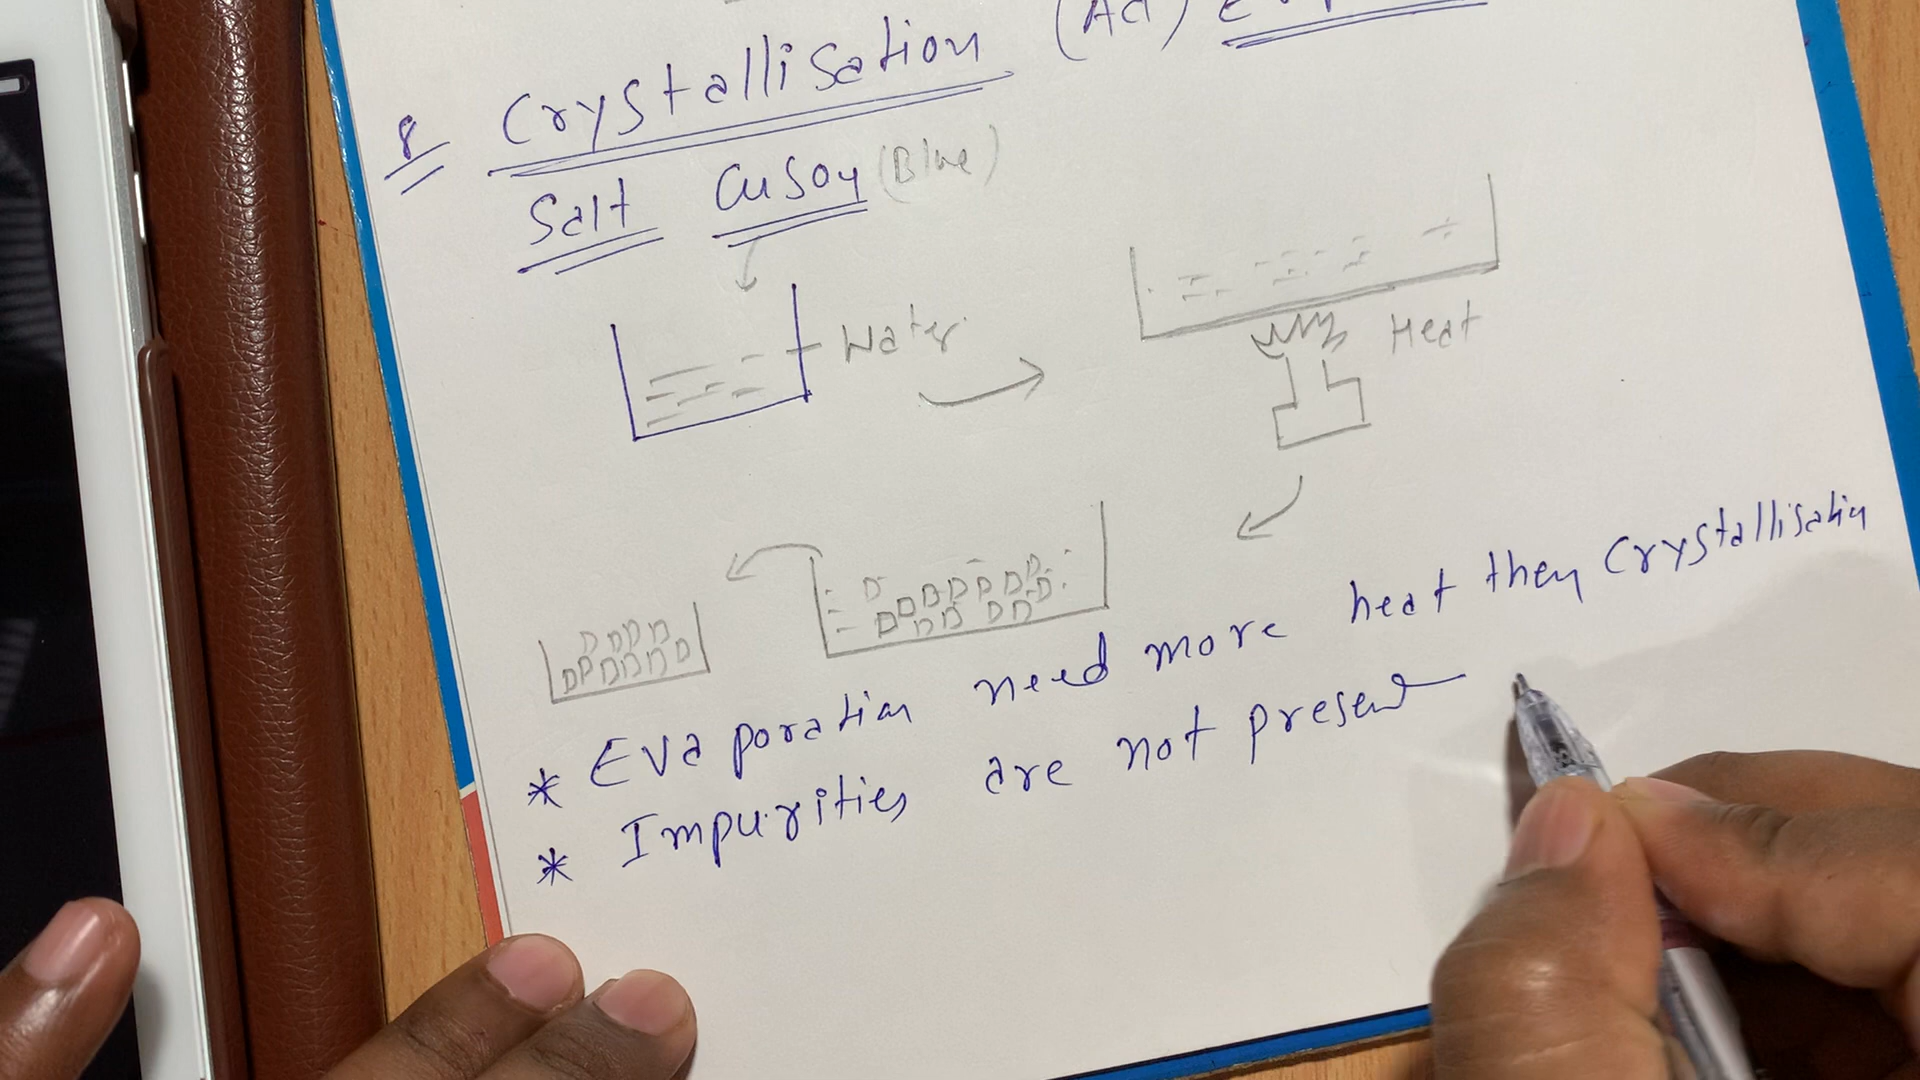 8 Crystallisation (Ad)
Salt CuSO4 (Blue)
Water
Heat
* Evaporation need more heat then Crystallisation
* Impurities are not present